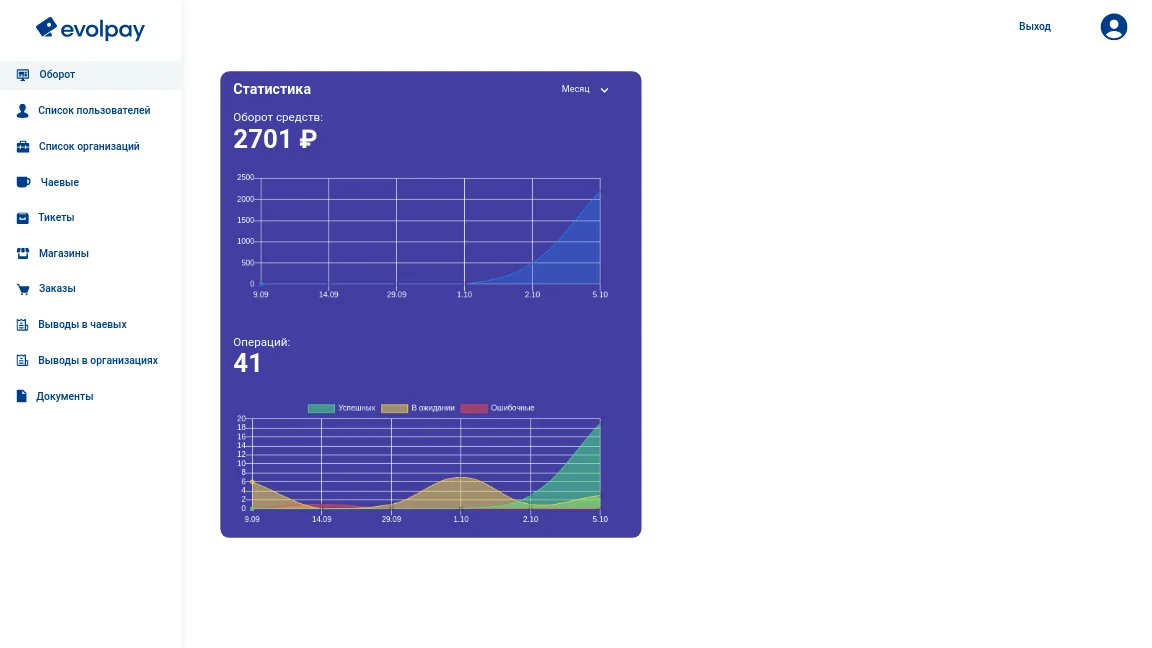 evolpay
Выход
Оборот
Список пользователей
Список организаций
Чаевые
Тикеты
Магазины
Заказы
Выводы в чаевых
Выводы в организациях
Документы
Статистика
Месяц
Оборот средств:
2701 ₽
2500
2000
1500
1000
500
0
9.09 14.09 29.09 1.10 2.10 5.10
Операций:
41
Успешных В ожидании Ошибочные
20
18
16
14
12
10
8
6
4
2
0
9.09 14.09 29.09 1.10 2.10 5.10